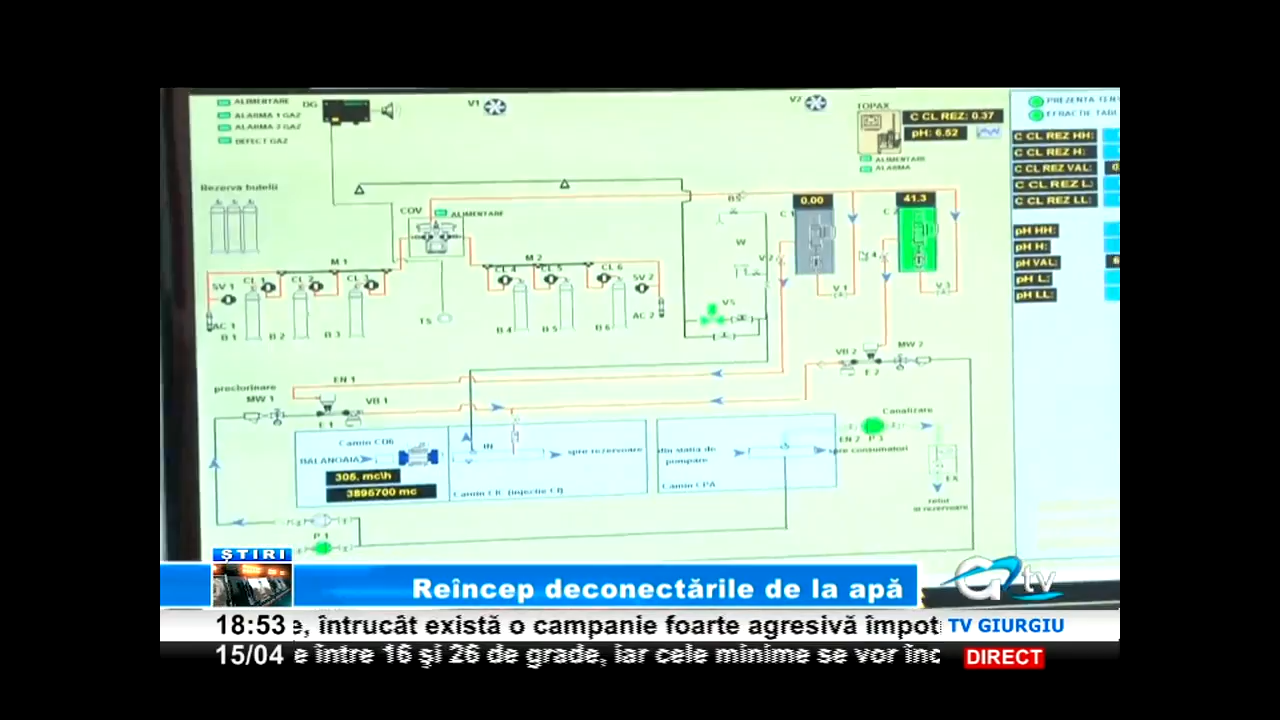 ALIMENTARE
ALARMA 1 GAZ
ALARMA 2 GAZ
DEFECT GAZ
DG
V1
V2
TOPAX
C CL REZ: 0.37
pH: 6.52
ALIMENTARE
ALARMA
PREZENTA
C CL REZ HH:
C CL REZ H:
C CL REZ VAL:
C CL REZ L:
C CL REZ LL:
pH HH:
pH H:
pH VAL:
pH L:
pH LL:
Rezerva butelii
COV
ALIMENTARE
0.00
41.3
C 1
W
M 1
M 2
CL 1
CL 2
CL 3
CL 4
CL 5
CL 6
SV 1
SV 2
AC 1
AC 2
B 1
B 2
B 3
B 4
B 5
B 6
TS
V5
V 1
V 3
VB 2
MW 2
E 2
preclorinare
EN 1
MW 1
VB 1
E 1
Camin CD6
BALANOAIA
305. mc\h
3896700 mc
IN
spre rezervoare
Camin CIC (injectie Cl)
din statia de
pompare
Camin CPA
Canalizare
EN 2
P 3
spre consumatori
EX
retur
in rezervoare
P 1
ȘTIRI
Reîncep deconectările de la apă
G tv
18:53 e, întrucât există o campanie foarte agresivă împot
TV GIURGIU
15/04 e între 16 şi 26 de grade, iar cele minime se vor înc
DIRECT